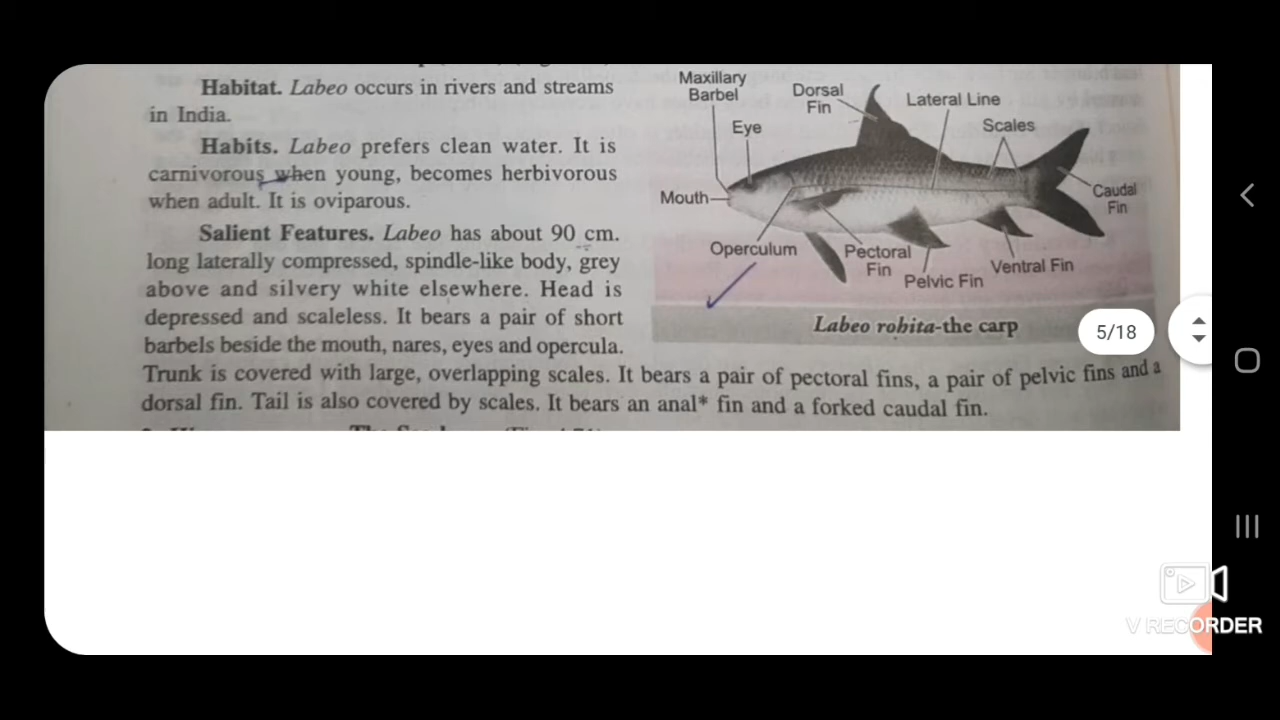 Habitat. Labeo occurs in rivers and streams
in India.
Habits. Labeo prefers clean water. It is
carnivorous when young, becomes herbivorous
when adult. It is oviparous.
Salient Features. Labeo has about 90 cm.
long laterally compressed, spindle-like body, grey
above and silvery white elsewhere. Head is
depressed and scaleless. It bears a pair of short
barbels beside the mouth, nares, eyes and opercula.
Trunk is covered with large, overlapping scales. It bears a pair of pectoral fins, a pair of pelvic fins and a
dorsal fin. Tail is also covered by scales. It bears an anal* fin and a forked caudal fin.
Maxillary
Barbel
Dorsal
Fin
Lateral Line
Eye
Scales
Mouth
Caudal
Fin
Operculum
Pectoral
Fin
Pelvic Fin
Ventral Fin
Labeo rohita-the carp
5/18
V RECORDER